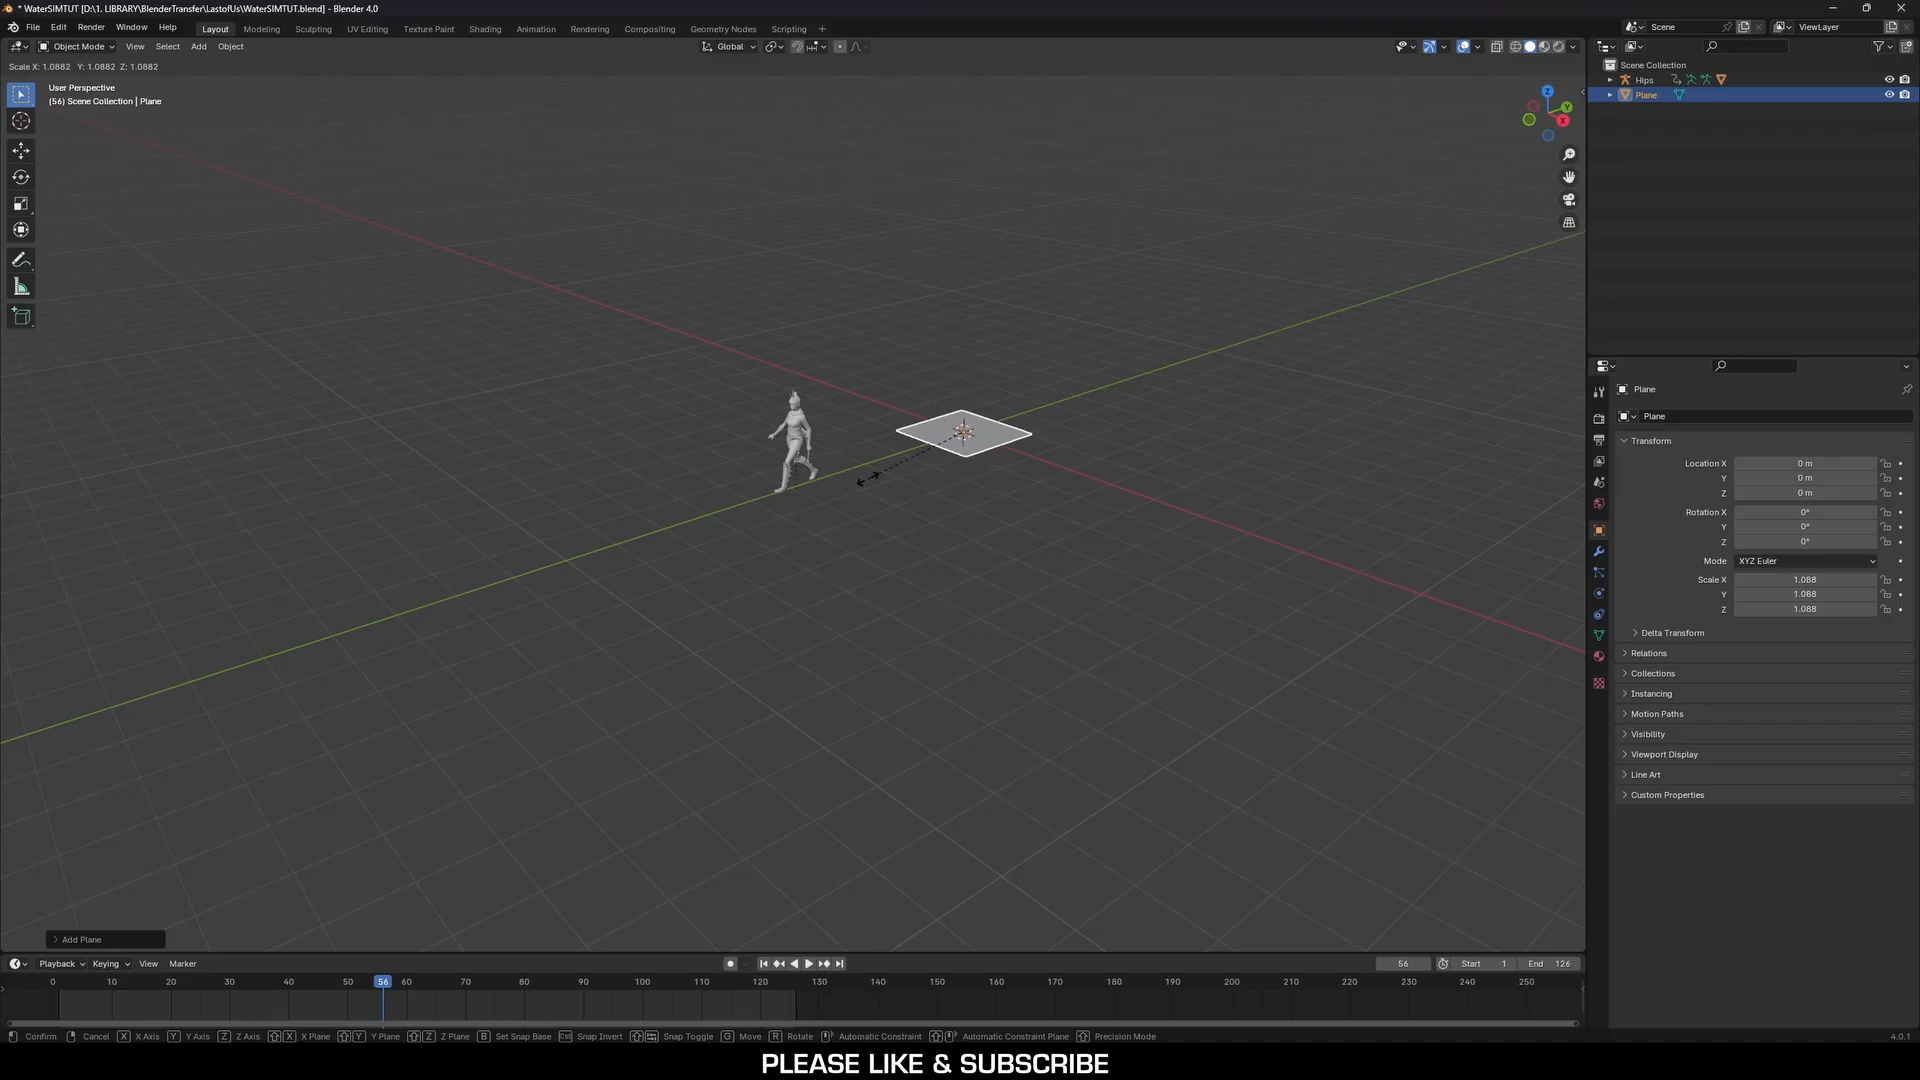 * WaterSIMTUT [D:\1. LIBRARY\BlenderTransfer\LastofUs\WaterSIMTUT.blend] - Blender 4.0
File Edit Render Window Help Layout Modeling Sculpting UV Editing Texture Paint Shading Animation Rendering Compositing Geometry Nodes Scripting + Scene ViewLayer
Object Mode View Select Add Object Global
Scale X: 1.0882 Y: 1.0882 Z: 1.0882
User Perspective
(56) Scene Collection | Plane
Z
Y
X
Scene Collection
Hips
Plane
Plane
Plane
Transform
Location X 0 m
Y 0 m
Z 0 m
Rotation X 0°
Y 0°
Z 0°
Mode XYZ Euler
Scale X 1.088
Y 1.088
Z 1.088
Delta Transform
Relations
Collections
Instancing
Motion Paths
Visibility
Viewport Display
Line Art
Custom Properties
Add Plane
Playback Keying View Marker 56 Start 1 End 126
0 10 20 30 40 50 56 60 70 80 90 100 110 120 130 140 150 160 170 180 190 200 210 220 230 240 250
Confirm Cancel X X Axis Y Y Axis Z Z Axis X X Plane Y Y Plane Z Z Plane B Set Snap Base Ctrl Snap Invert Snap Toggle G Move R Rotate Automatic Constraint Automatic Constraint Plane Precision Mode 4.0.1
PLEASE LIKE & SUBSCRIBE